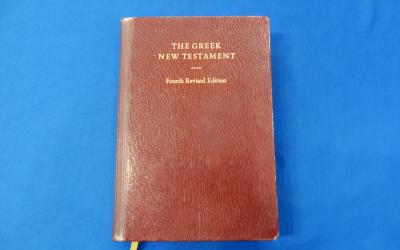 THE GREEK
NEW TESTAMENT
Fourth Revised Edition